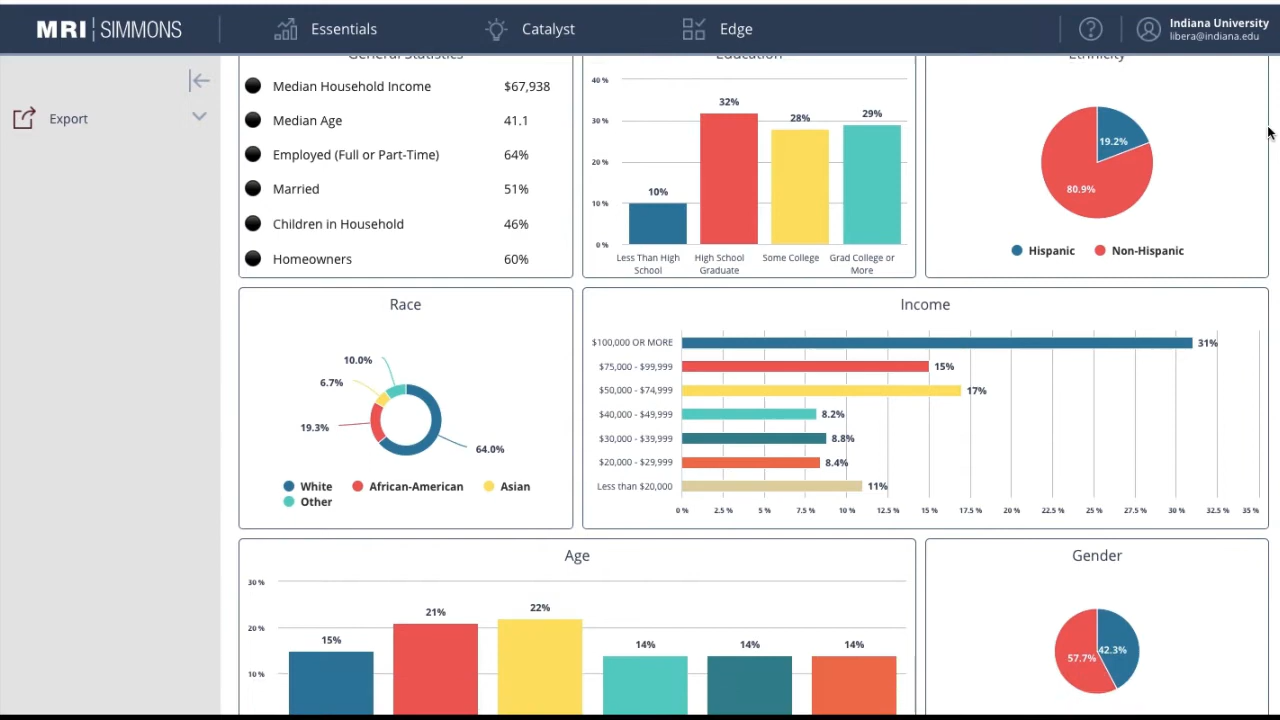 MRI SIMMONS
Essentials
Catalyst
Edge
Indiana University
libera@indiana.edu
Export
General Statistics
Median Household Income $67,938
Median Age 41.1
Employed (Full or Part-Time) 64%
Married 51%
Children in Household 46%
Homeowners 60%
Education
40 %
30 %
20 %
10 %
0 %
10%
32%
28%
29%
Less Than High
School
High School
Graduate
Some College
Grad College or
More
Ethnicity
19.2%
80.9%
Hispanic
Non-Hispanic
Race
10.0%
6.7%
19.3%
64.0%
White
African-American
Asian
Other
Income
$100,000 OR MORE 31%
$75,000 - $99,999 15%
$50,000 - $74,999 17%
$40,000 - $49,999 8.2%
$30,000 - $39,999 8.8%
$20,000 - $29,999 8.4%
Less than $20,000 11%
0 % 2.5 % 5 % 7.5 % 10 % 12.5 % 15 % 17.5 % 20 % 22.5 % 25 % 27.5 % 30 % 32.5 % 35 %
Age
30 %
20 %
10 %
15%
21%
22%
14%
14%
14%
Gender
57.7%
42.3%